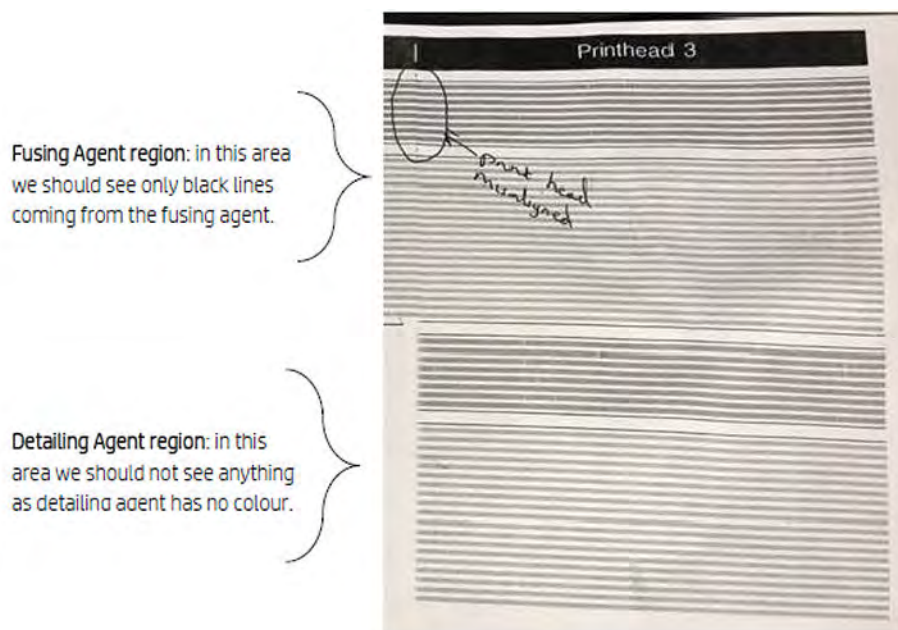 Printhead 3
print head
misaligned
Fusing Agent region: in this area
we should see only black lines
coming from the fusing agent.
Detailing Agent region: in this
area we should not see anything
as detailing agent has no colour.